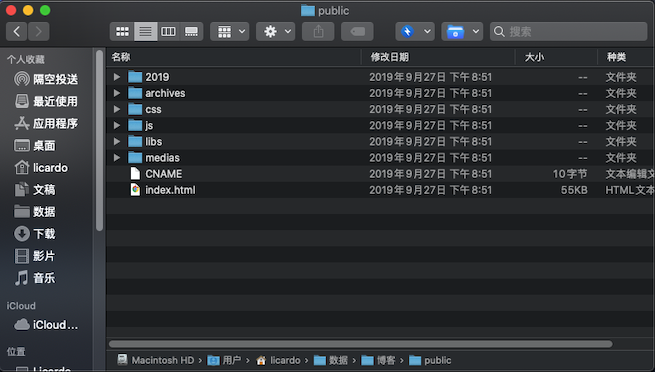 public
搜索
个人收藏
隔空投送
最近使用
应用程序
桌面
licardo
文稿
数据
下载
影片
音乐
iCloud
iCloud...
位置
名称 修改日期 大小 种类
2019 2019年9月27日 下午8:51 -- 文件夹
archives 2019年9月27日 下午8:51 -- 文件夹
css 2019年9月27日 下午8:51 -- 文件夹
js 2019年9月27日 下午8:51 -- 文件夹
libs 2019年9月27日 下午8:51 -- 文件夹
medias 2019年9月27日 下午8:51 -- 文件夹
CNAME 2019年9月27日 下午8:51 10字节 文本编辑
index.html 2019年9月27日 下午8:51 55KB HTML文本
Macintosh HD › 用户 › licardo › 数据 › 博客 › public